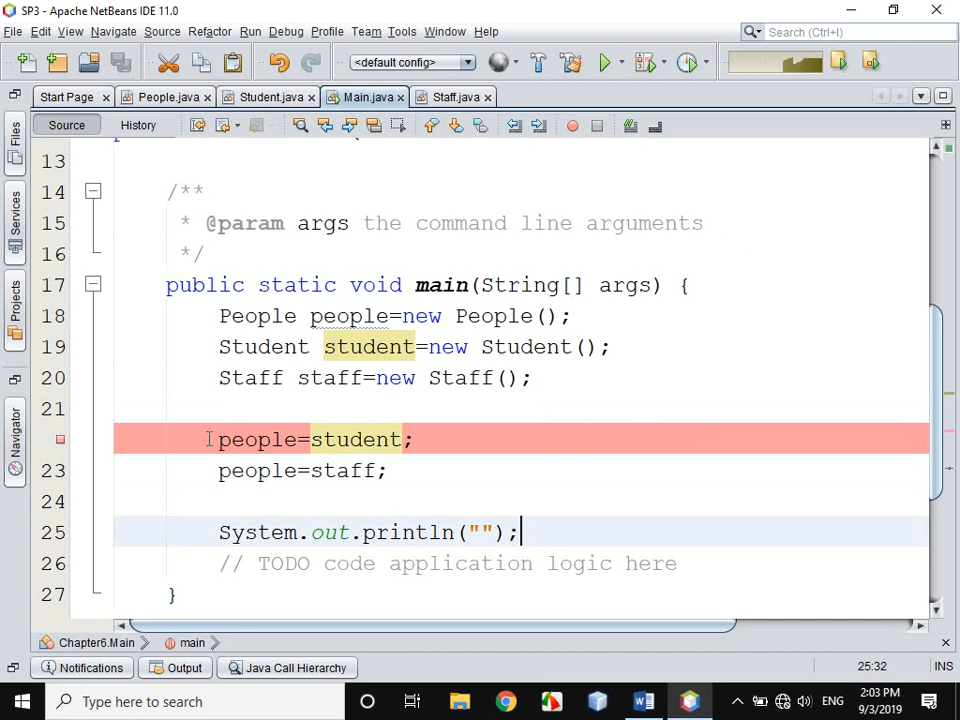 SP3 - Apache NetBeans IDE 11.0
File Edit View Navigate Source Refactor Run Debug Profile Team Tools Window Help
Search (Ctrl+I)
<default config>
Start Page People.java Student.java Main.java Staff.java
Source History
Files
Services
Projects
Navigator
13
14 /**
15 * @param args the command line arguments
16 */
17 public static void main(String[] args) {
18 People people=new People();
19 Student student=new Student();
20 Staff staff=new Staff();
21
people=student;
23 people=staff;
24
25 System.out.println("");
26 // TODO code application logic here
27 }
Chapter6.Main main
Notifications Output Java Call Hierarchy
25:32 INS
Type here to search
ENG
2:03 PM
9/3/2019